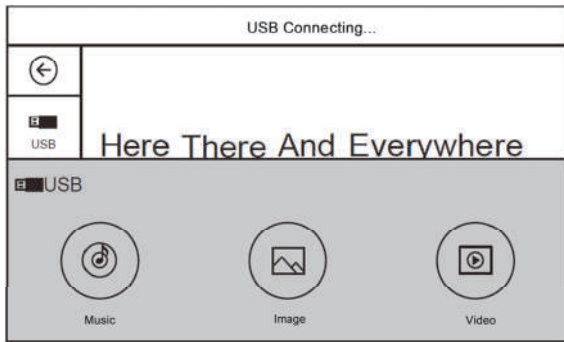 USB Connecting...
USB
Here There And Everywhere
USB
Music
Image
Video